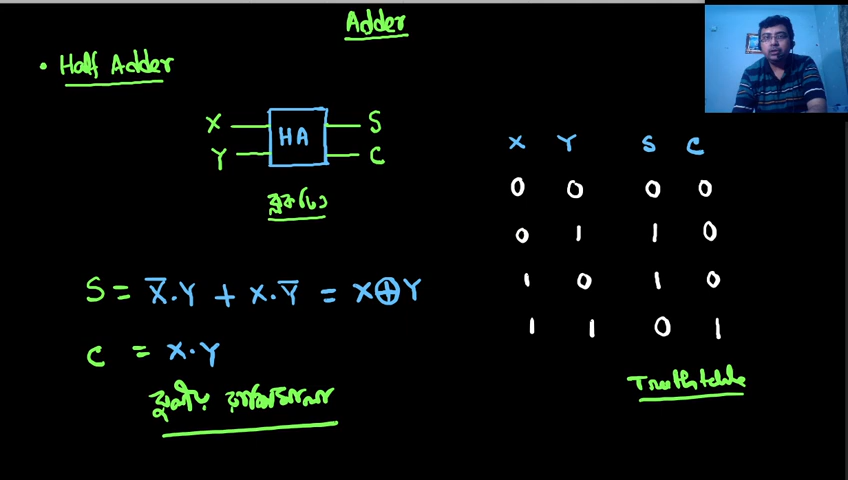 Adder
• Half Adder
X HA S
Y C
X Y S C
0 0 0 0
0 1 1 0
1 0 1 0
1 1 0 1
S = X̅.Y + X.Y̅ = X⊕Y
C = X.Y
Truth table